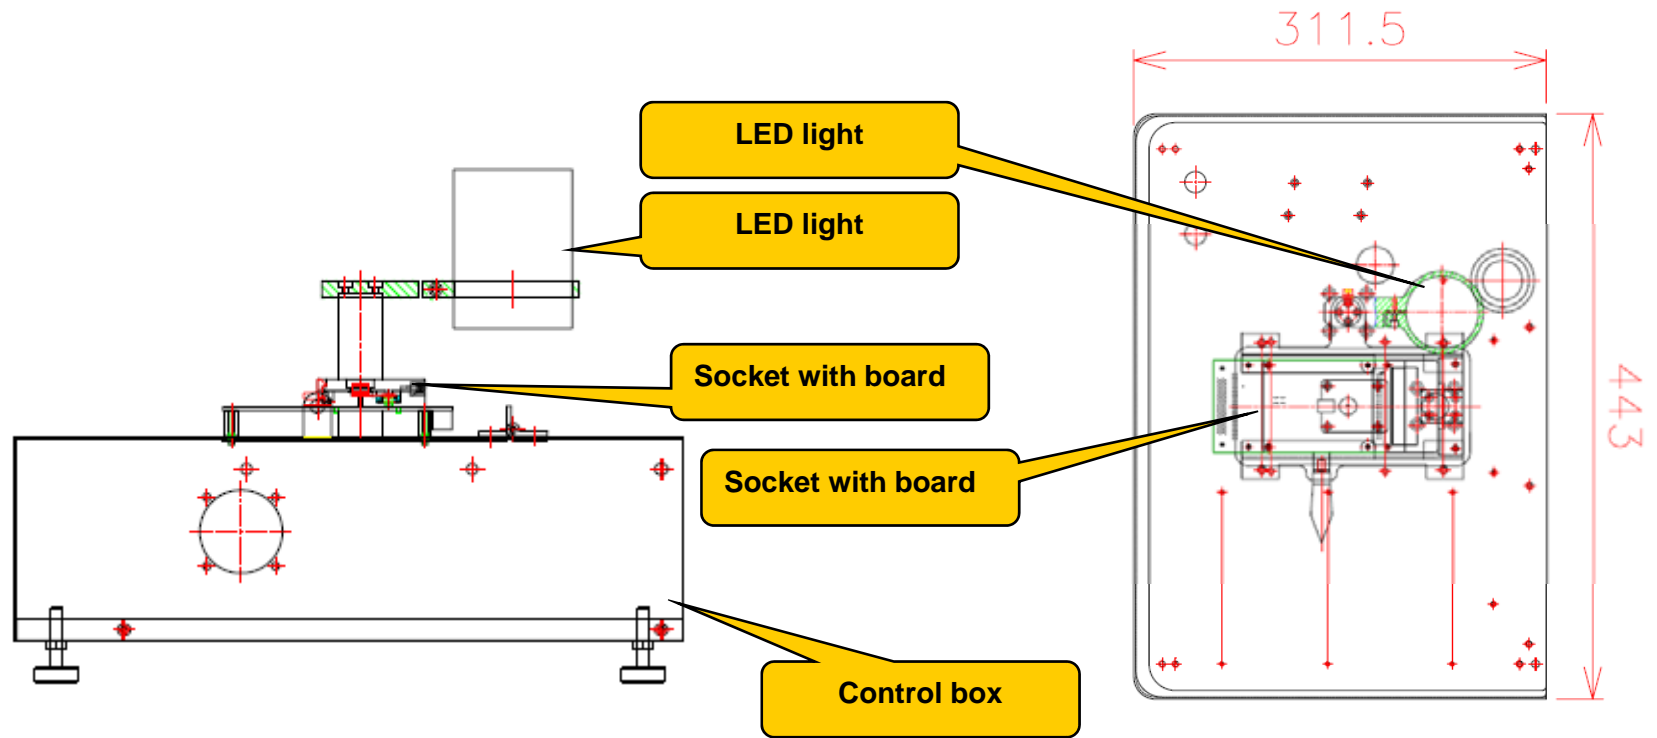 311.5
LED light
LED light
Socket with board
443
Socket with board
Control box